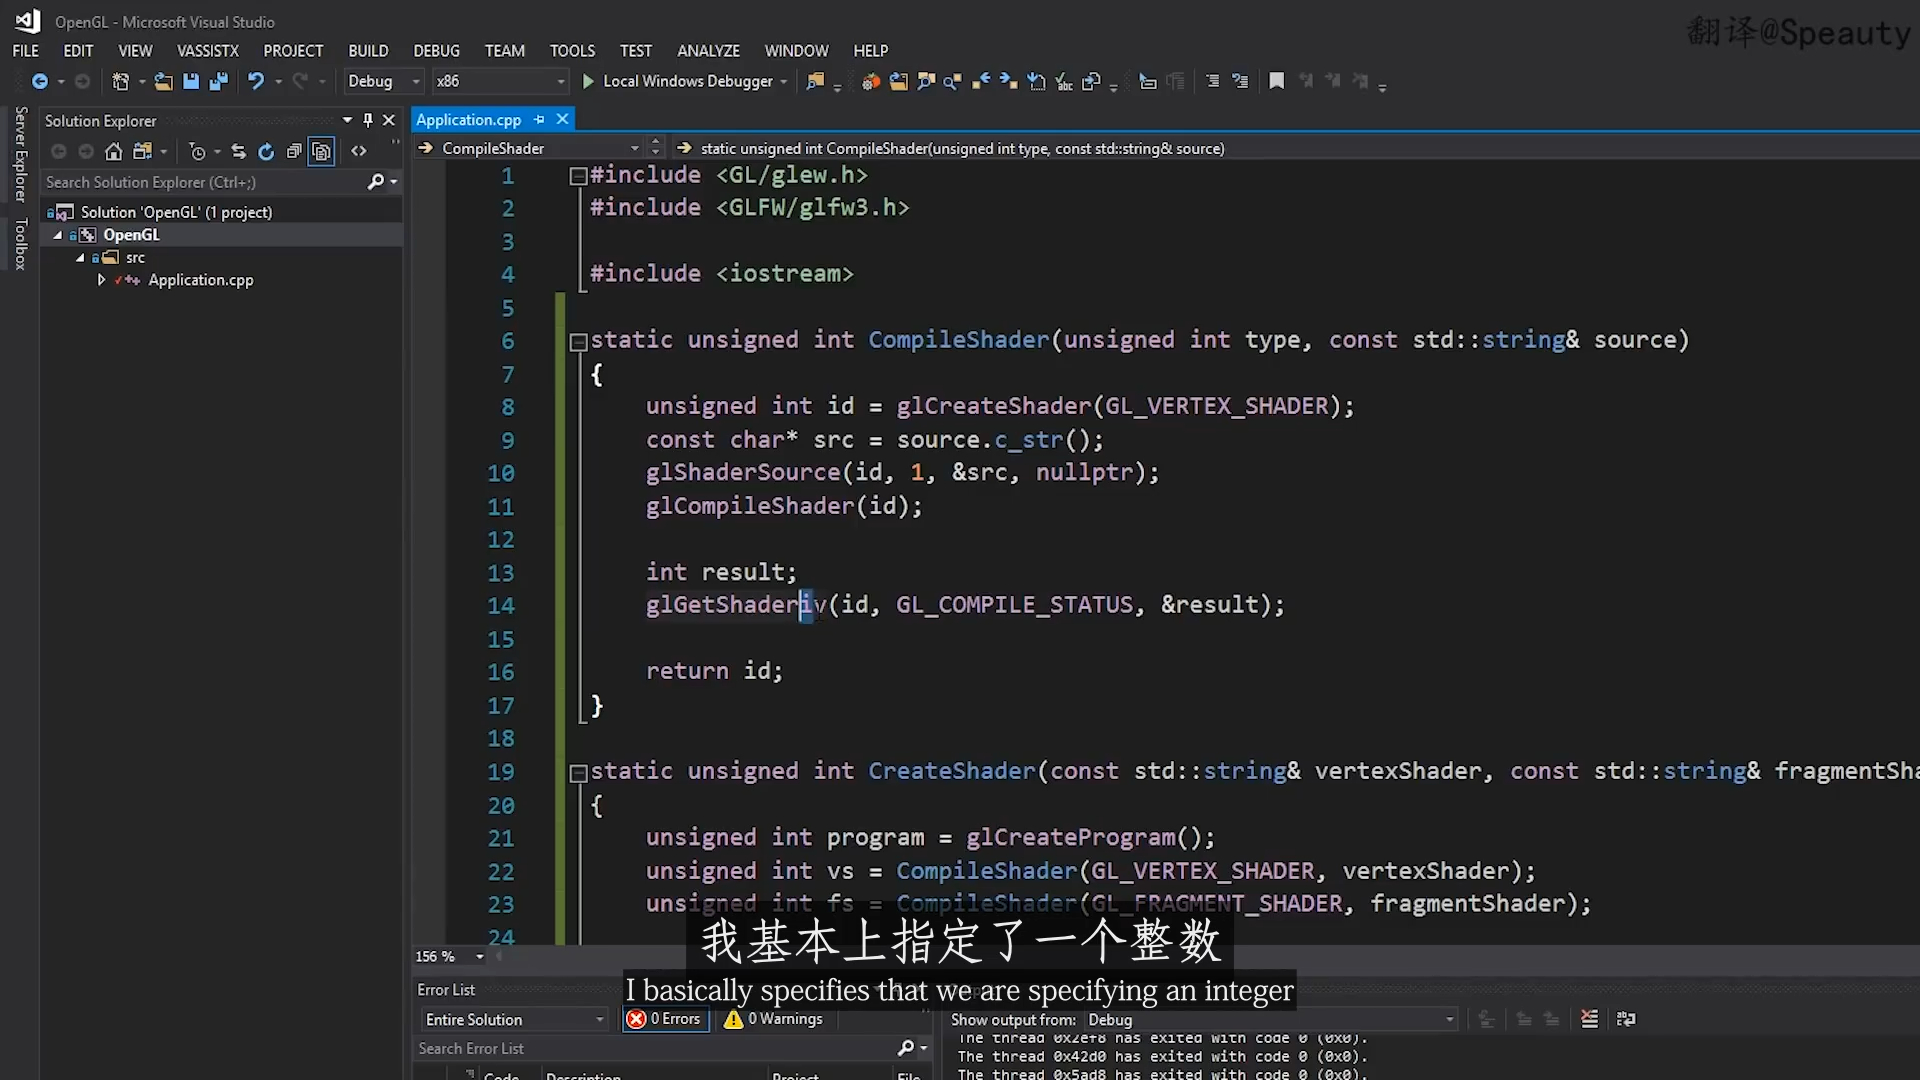 OpenGL - Microsoft Visual Studio
翻译@Speauty
FILE EDIT VIEW VASSISTX PROJECT BUILD DEBUG TEAM TOOLS TEST ANALYZE WINDOW HELP
Debug x86 Local Windows Debugger
Server Explorer
Toolbox
Solution Explorer
Search Solution Explorer (Ctrl+;)
Solution 'OpenGL' (1 project)
OpenGL
src
Application.cpp
Application.cpp
CompileShader static unsigned int CompileShader(unsigned int type, const std::string& source)
1 #include <GL/glew.h>
2 #include <GLFW/glfw3.h>
3
4 #include <iostream>
5
6 static unsigned int CompileShader(unsigned int type, const std::string& source)
7 {
8 unsigned int id = glCreateShader(GL_VERTEX_SHADER);
9 const char* src = source.c_str();
10 glShaderSource(id, 1, &src, nullptr);
11 glCompileShader(id);
12
13 int result;
14 glGetShaderiv(id, GL_COMPILE_STATUS, &result);
15
16 return id;
17 }
18
19 static unsigned int CreateShader(const std::string& vertexShader, const std::string& fragmentSha
20 {
21 unsigned int program = glCreateProgram();
22 unsigned int vs = CompileShader(GL_VERTEX_SHADER, vertexShader);
23 unsigned int fs = CompileShader(GL_FRAGMENT_SHADER, fragmentShader);
24
我基本上指定了一个整数
I basically specifies that we are specifying an integer
156 %
Error List
Entire Solution 0 Errors 0 Warnings
Search Error List
Code Description Project File
Show output from: Debug
The thread 0x2ef8 has exited with code 0 (0x0).
The thread 0x42d0 has exited with code 0 (0x0).
The thread 0x5ad8 has exited with code 0 (0x0).